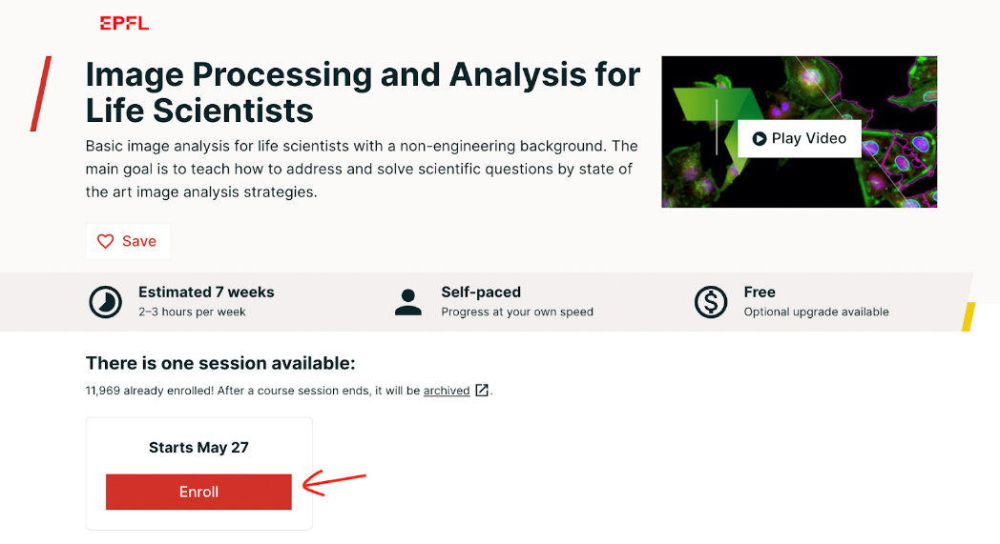 EPFL
Image Processing and Analysis for
Life Scientists
Basic image analysis for life scientists with a non-engineering background. The
main goal is to teach how to address and solve scientific questions by state of
the art image analysis strategies.
Play Video
Save
Estimated 7 weeks
2–3 hours per week
Self-paced
Progress at your own speed
Free
Optional upgrade available
There is one session available:
11,969 already enrolled! After a course session ends, it will be archived.
Starts May 27
Enroll